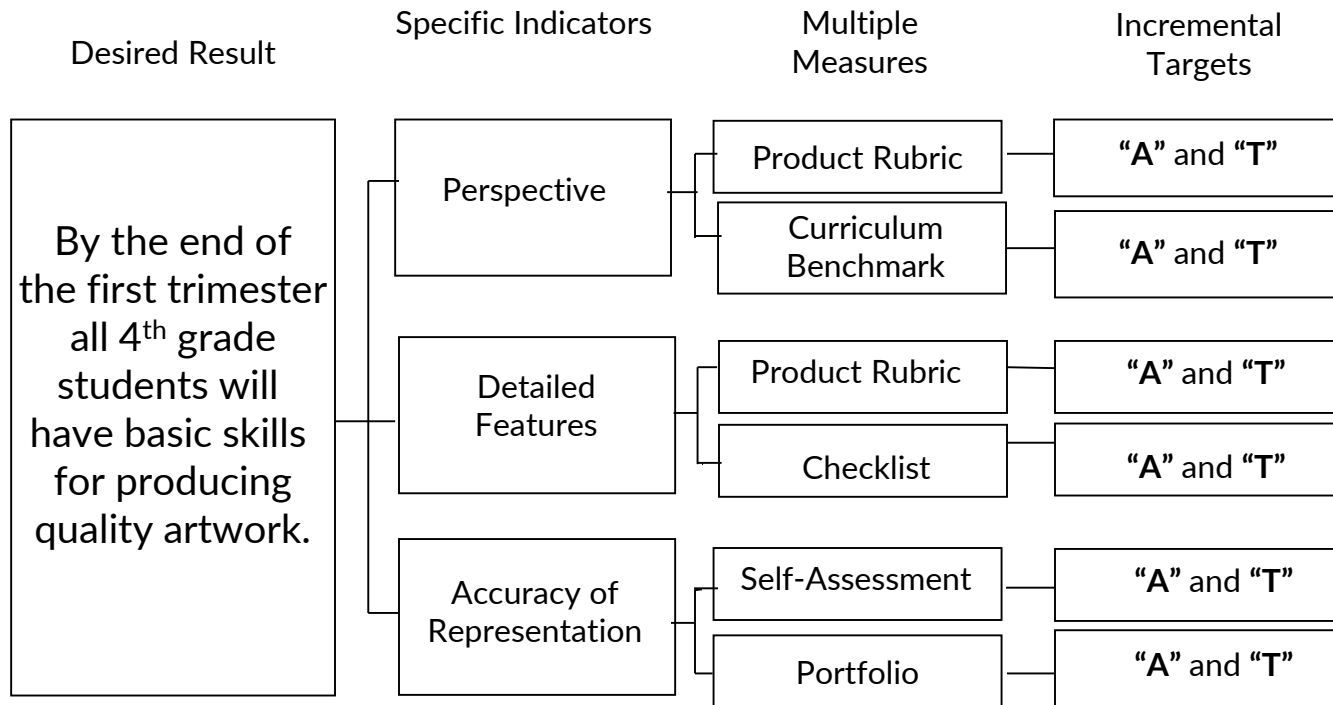 Desired Result
Specific Indicators
Multiple
Measures
Incremental
Targets
By the end of
the first trimester
all 4th grade
students will
have basic skills
for producing
quality artwork.
Perspective
Product Rubric
“A” and “T”
Curriculum
Benchmark
“A” and “T”
Detailed
Features
Product Rubric
“A” and “T”
Checklist
“A” and “T”
Accuracy of
Representation
Self-Assessment
“A” and “T”
Portfolio
“A” and “T”